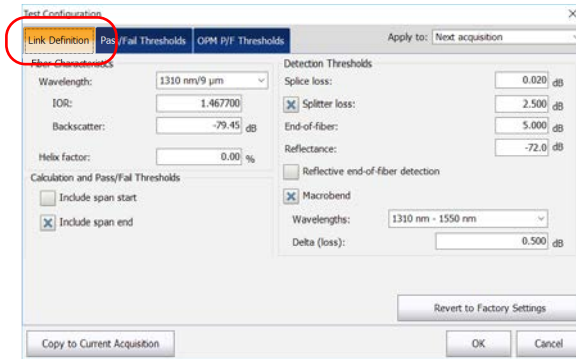 Test Configuration
Link Definition Pass/Fail Thresholds OPM P/F Thresholds Apply to: Next acquisition
Fiber Characteristics
Wavelength: 1310 nm/9 µm
IOR: 1.467700
Backscatter: -79.45 dB
Helix factor: 0.00 %
Calculation and Pass/Fail Thresholds
Include span start
Include span end
Detection Thresholds
Splice loss: 0.020 dB
Splitter loss: 2.500 dB
End-of-fiber: 5.000 dB
Reflectance: -72.0 dB
Reflective end-of-fiber detection
Macrobend
Wavelengths: 1310 nm - 1550 nm
Delta (loss): 0.500 dB
Revert to Factory Settings
Copy to Current Acquisition OK Cancel